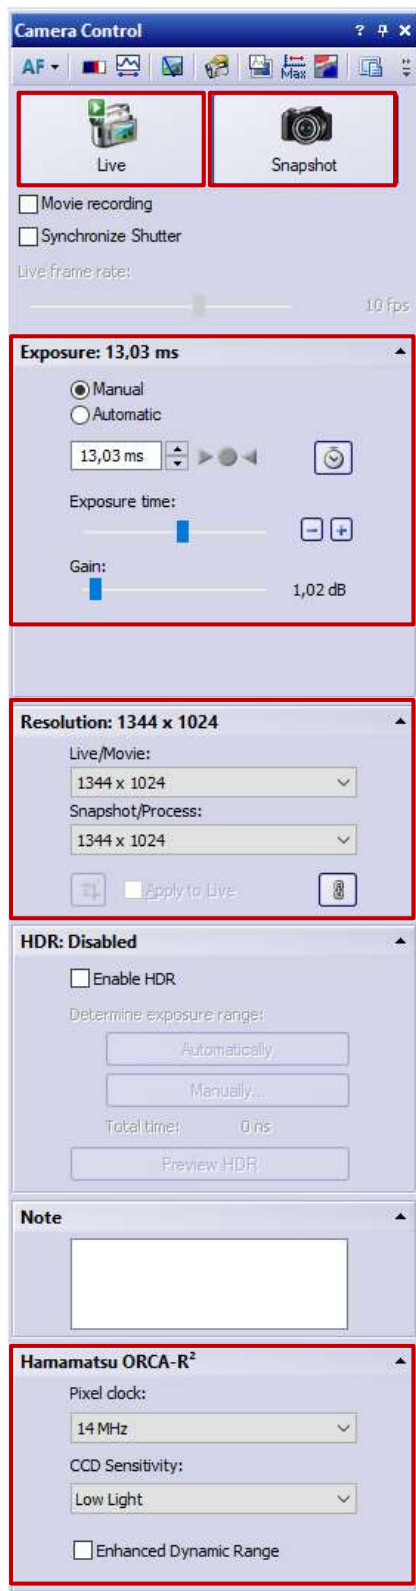 Camera Control
AF
Max
Live Snapshot
Movie recording
Synchronize Shutter
Live frame rate:
10 fps
Exposure: 13,03 ms
Manual
Automatic
13,03 ms
Exposure time:
Gain:
1,02 dB
Resolution: 1344 x 1024
Live/Movie:
1344 x 1024
Snapshot/Process:
1344 x 1024
Apply to Live
HDR: Disabled
Enable HDR
Determine exposure range:
Automatically
Manually...
Total time: 0 ns
Preview HDR
Note
Hamamatsu ORCA-R²
Pixel clock:
14 MHz
CCD Sensitivity:
Low Light
Enhanced Dynamic Range